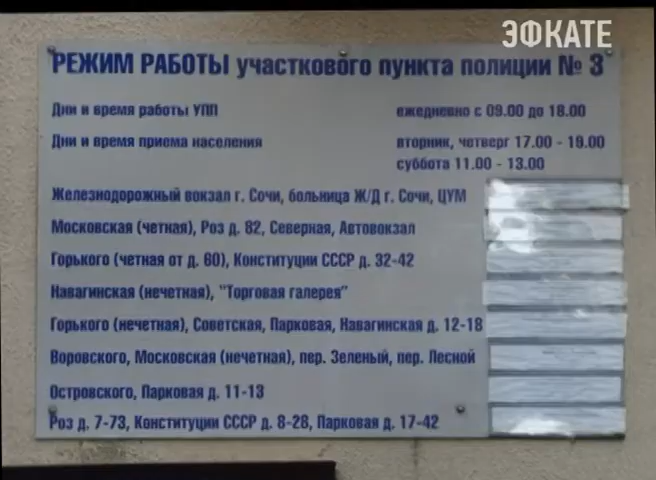 ЭФКАТЕ
РЕЖИМ РАБОТЫ участкового пункта полиции № 3
Дни и время работы УПП ежедневно с 09.00 до 18.00
Дни и время приема населения вторник, четверг 17.00 - 19.00
суббота 11.00 - 13.00
Железнодорожный вокзал г. Сочи, больница Ж/Д г. Сочи, ЦУМ
Московская (четная), Роз д. 82, Северная, Автовокзал
Горького (четная от д. 60), Конституции СССР д. 32-42
Навагинская (нечетная), "Торговая галерея"
Горького (нечетная), Советская, Парковая, Навагинская д. 12-18
Воровского, Московская (нечетная), пер. Зеленый, пер. Лесной
Островского, Парковая д. 11-13
Роз д. 7-73, Конституции СССР д. 8-28, Парковая д. 17-42